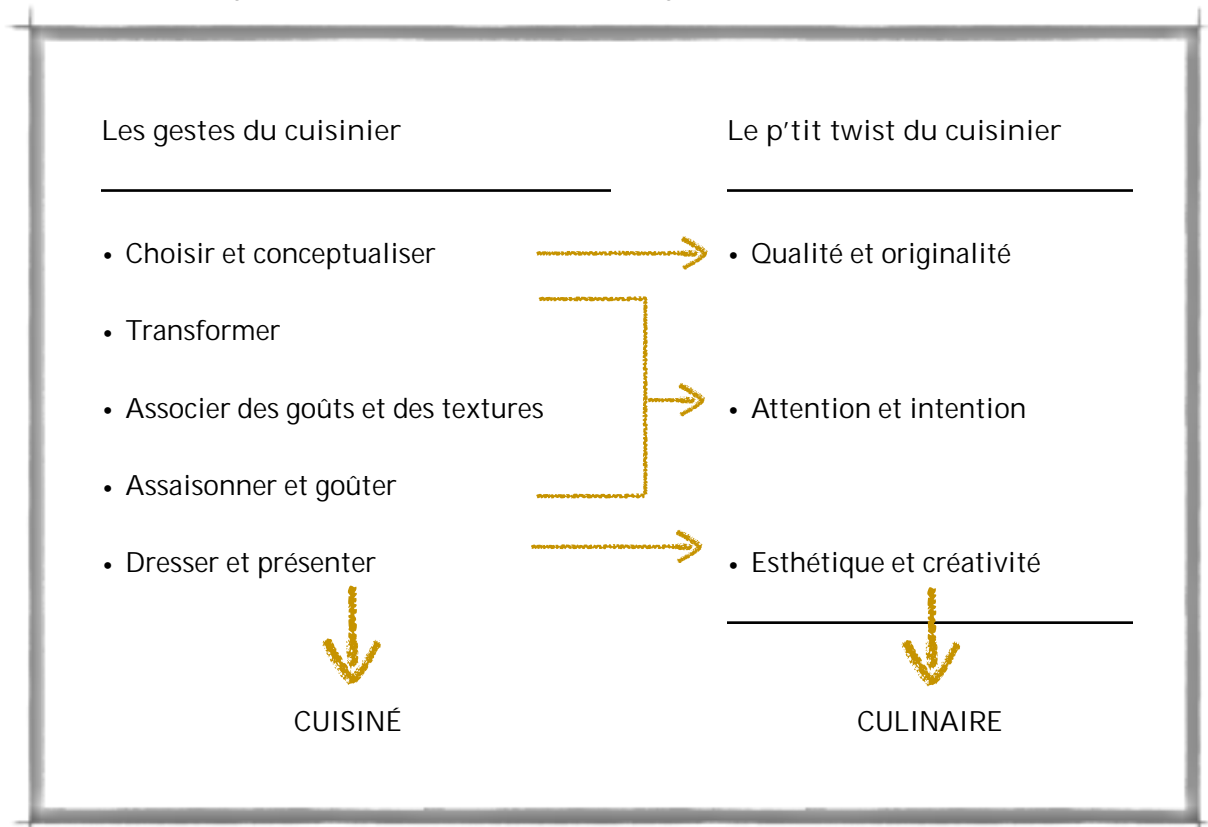 Les gestes du cuisinier
Le p'tit twist du cuisinier
• Choisir et conceptualiser
• Qualité et originalité
• Transformer
• Associer des goûts et des textures
• Attention et intention
• Assaisonner et goûter
• Dresser et présenter
• Esthétique et créativité
CUISINÉ
CULINAIRE